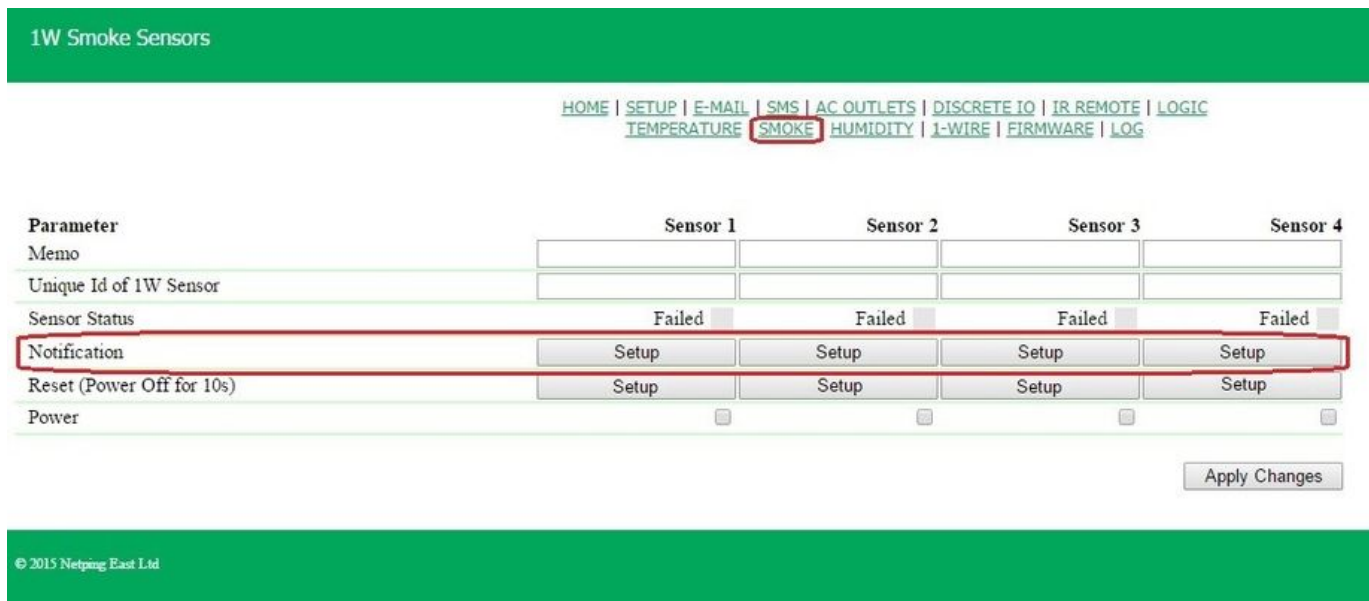 1W Smoke Sensors
HOME | SETUP | E-MAIL | SMS | AC OUTLETS | DISCRETE IO | IR REMOTE | LOGIC
TEMPERATURE | SMOKE | HUMIDITY | 1-WIRE | FIRMWARE | LOG
Parameter Sensor 1 Sensor 2 Sensor 3 Sensor 4
Memo
Unique Id of 1W Sensor
Sensor Status Failed Failed Failed Failed
Notification Setup Setup Setup Setup
Reset (Power Off for 10s) Setup Setup Setup Setup
Power
Apply Changes
© 2015 Netping East Ltd